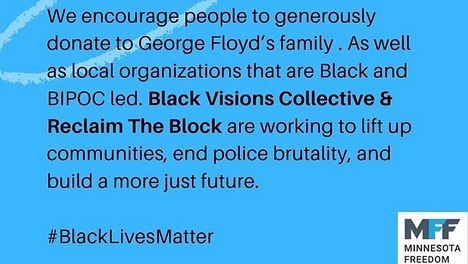 We encourage people to generously
donate to George Floyd’s family . As well
as local organizations that are Black and
BIPOC led. Black Visions Collective &
Reclaim The Block are working to lift up
communities, end police brutality, and
build a more just future.
#BlackLivesMatter
MFF
MINNESOTA
FREEDOM